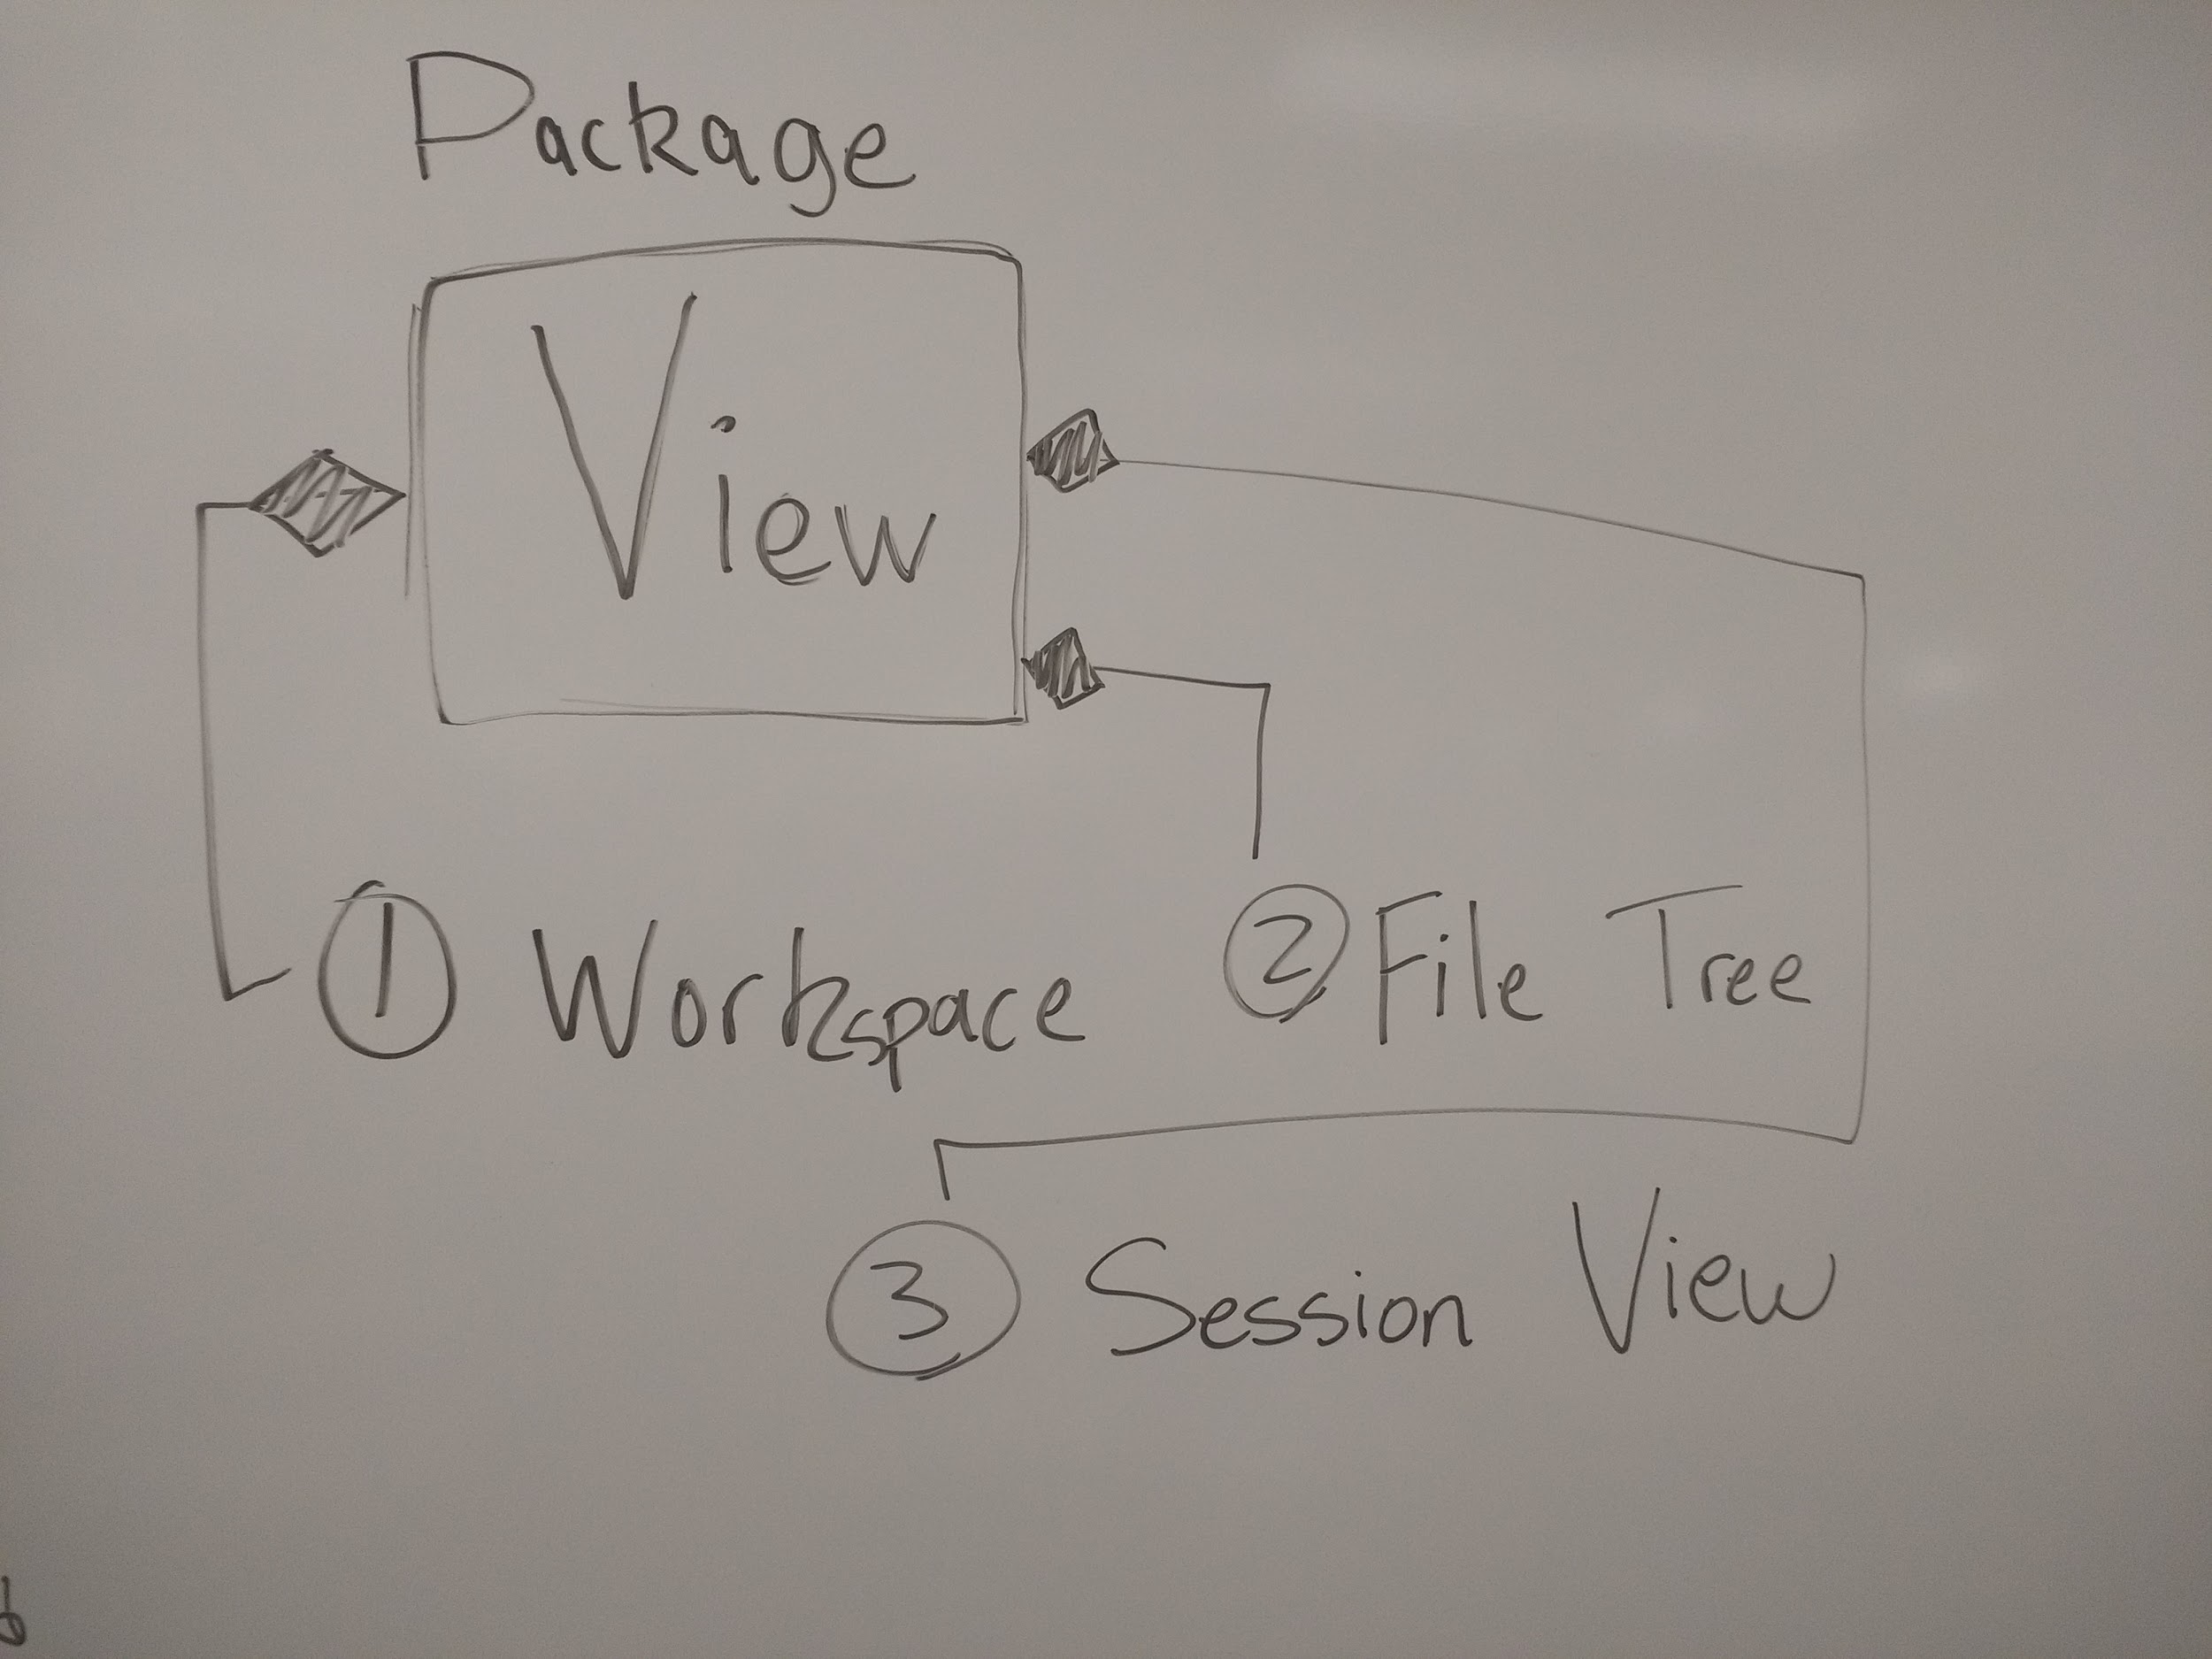 Package
View
① Workspace
② File Tree
③ Session View